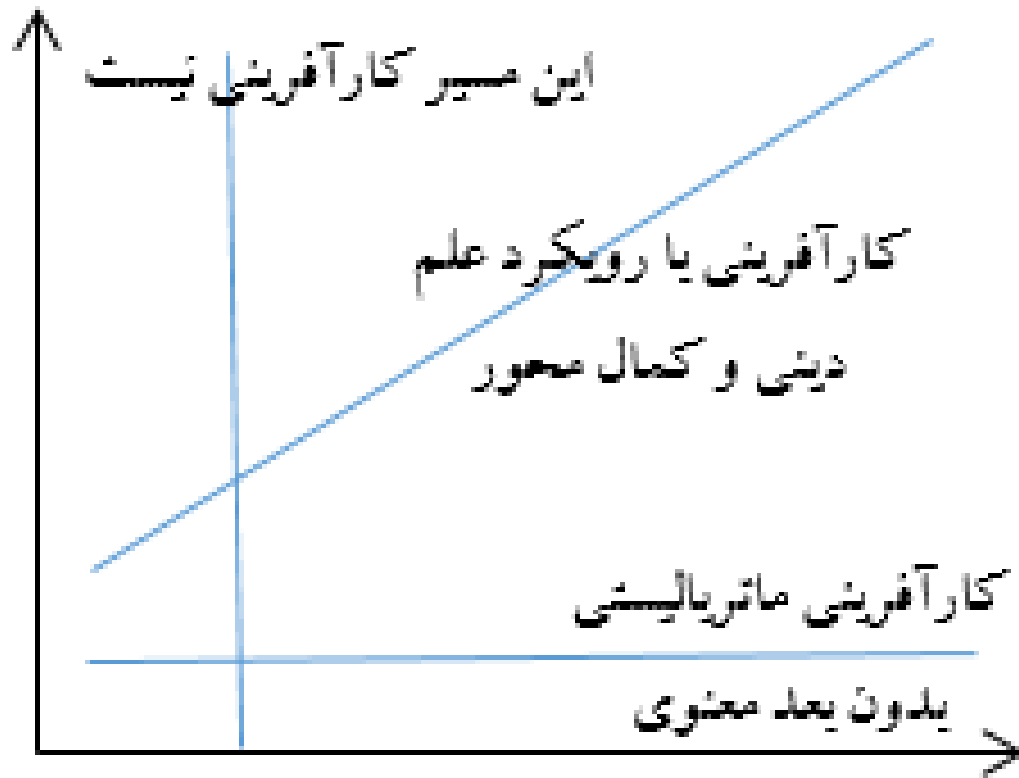 این مسیر کارآفرینی نیست
کارآفرینی با رویکرد علم
دینی و کمال محور
کارآفرینی ماتریالیستی
بدون بعد معنوی